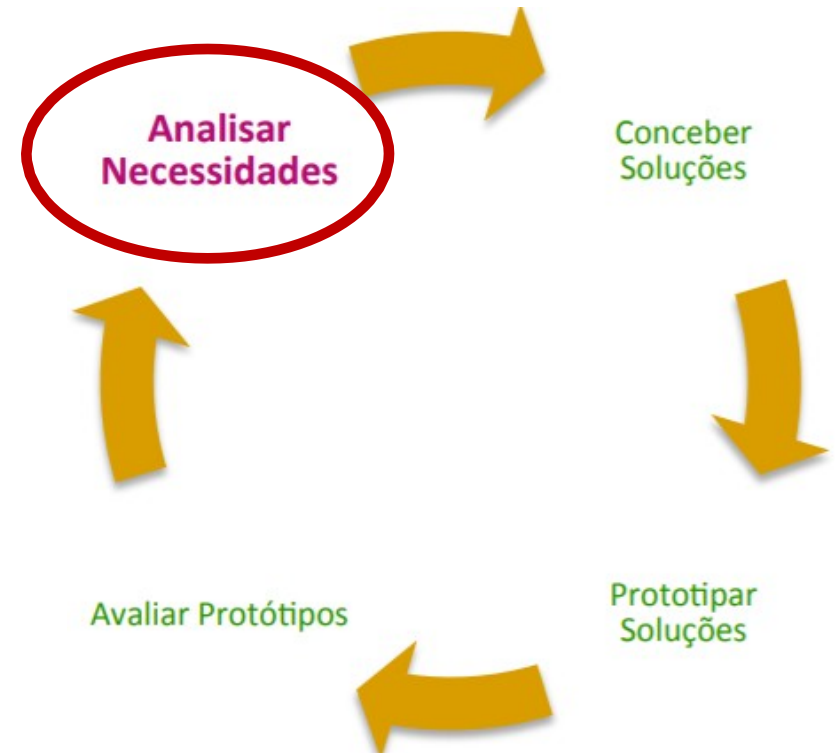 Analisar
Necessidades
Conceber
Soluções
Prototipar
Soluções
Avaliar Protótipos